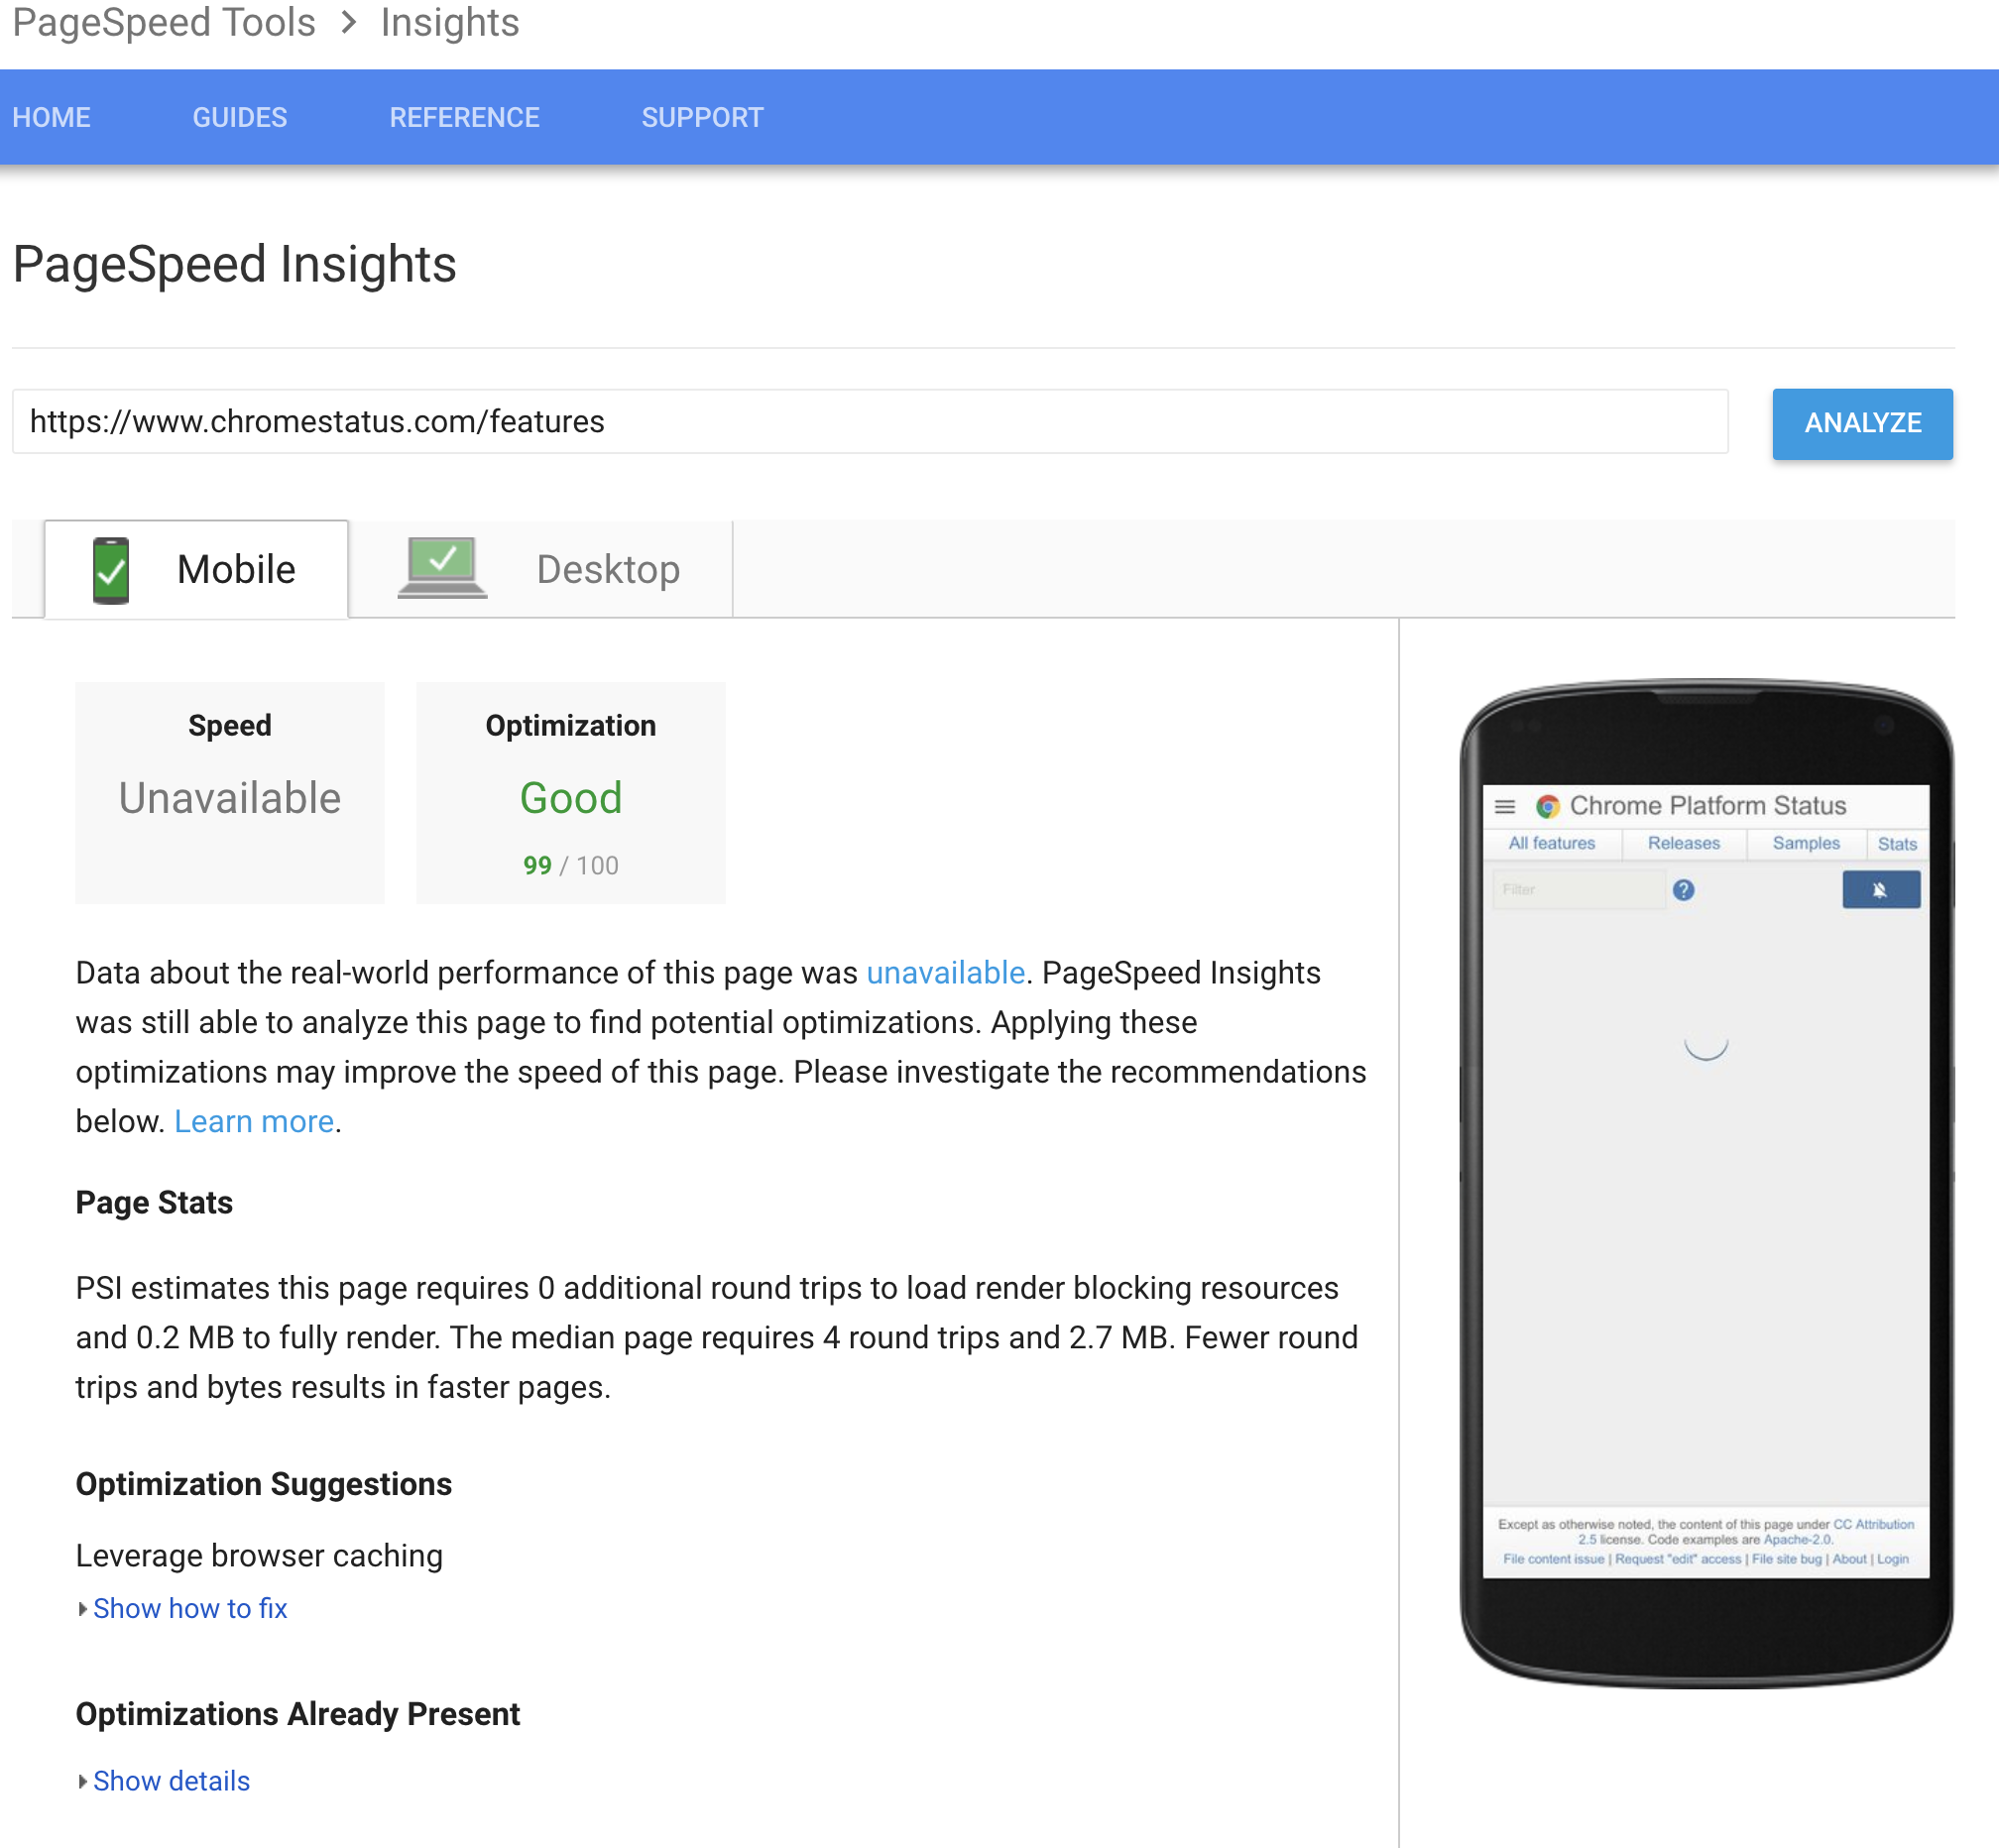 PageSpeed Tools > Insights
HOME GUIDES REFERENCE SUPPORT
PageSpeed Insights
https://www.chromestatus.com/features
ANALYZE
Mobile
Desktop
Speed
Unavailable
Optimization
Good
99 / 100
Data about the real-world performance of this page was unavailable. PageSpeed Insights
was still able to analyze this page to find potential optimizations. Applying these
optimizations may improve the speed of this page. Please investigate the recommendations
below. Learn more.
Page Stats
PSI estimates this page requires 0 additional round trips to load render blocking resources
and 0.2 MB to fully render. The median page requires 4 round trips and 2.7 MB. Fewer round
trips and bytes results in faster pages.
Optimization Suggestions
Leverage browser caching
Show how to fix
Optimizations Already Present
Show details
Chrome Platform Status
All features Releases Samples Stats
Filter ?
Except as otherwise noted, the content of this page under CC Attribution
2.5 license. Code examples are Apache-2.0.
File content issue | Request "edit" access | File site bug | About | Login